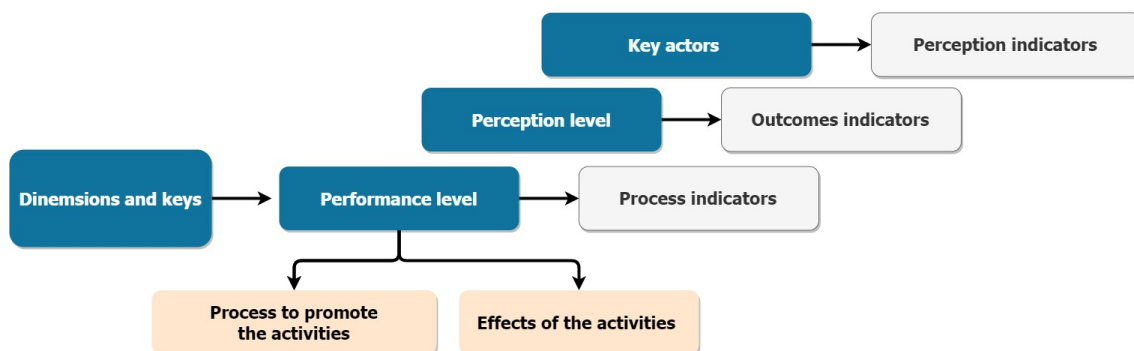 Key actors
Perception indicators
Perception level
Outcomes indicators
Dinemsions and keys
Performance level
Process indicators
Process to promote
the activities
Effects of the activities